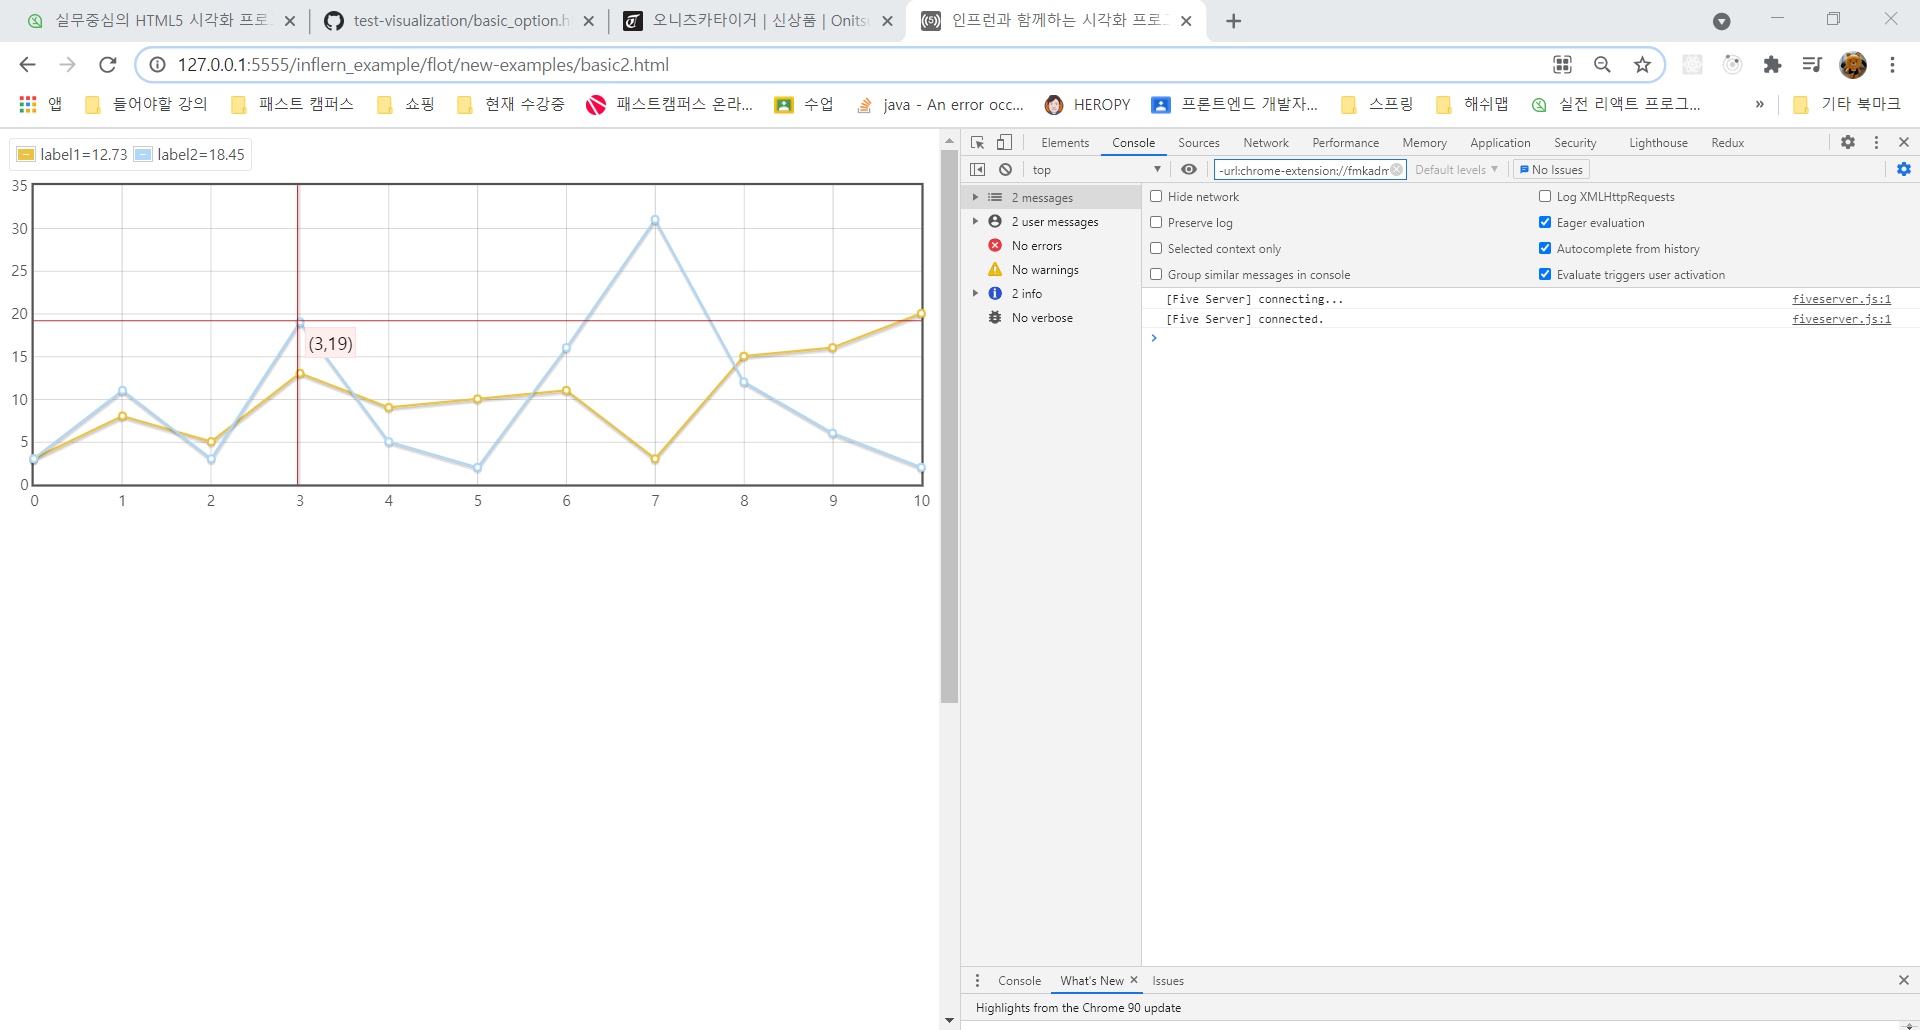 실무중심의 HTML5 시각화 프로그
test-visualization/basic_option.h
오니츠카타이거 | 신상품 | Onits
인프런과 함께하는 시각화 프로그
127.0.0.1:5555/inflern_example/flot/new-examples/basic2.html
앱
들어야할 강의
패스트 캠퍼스
쇼핑
현재 수강중
패스트캠퍼스 온라...
수업
java - An error occ...
HEROPY
프론트엔드 개발자...
스프링
해쉬맵
실전 리액트 프로그...
»
기타 북마크
label1=12.73 label2=18.45
35
30
25
20
15
10
5
0
(3,19)
0 1 2 3 4 5 6 7 8 9 10
Elements Console Sources Network Performance Memory Application Security Lighthouse Redux
top
-url:chrome-extension://fmkadm
Default levels
No Issues
2 messages
2 user messages
No errors
No warnings
2 info
No verbose
Hide network
Log XMLHttpRequests
Preserve log
Eager evaluation
Selected context only
Autocomplete from history
Group similar messages in console
Evaluate triggers user activation
[Five Server] connecting... fiveserver.js:1
[Five Server] connected. fiveserver.js:1
Console What's New Issues
Highlights from the Chrome 90 update